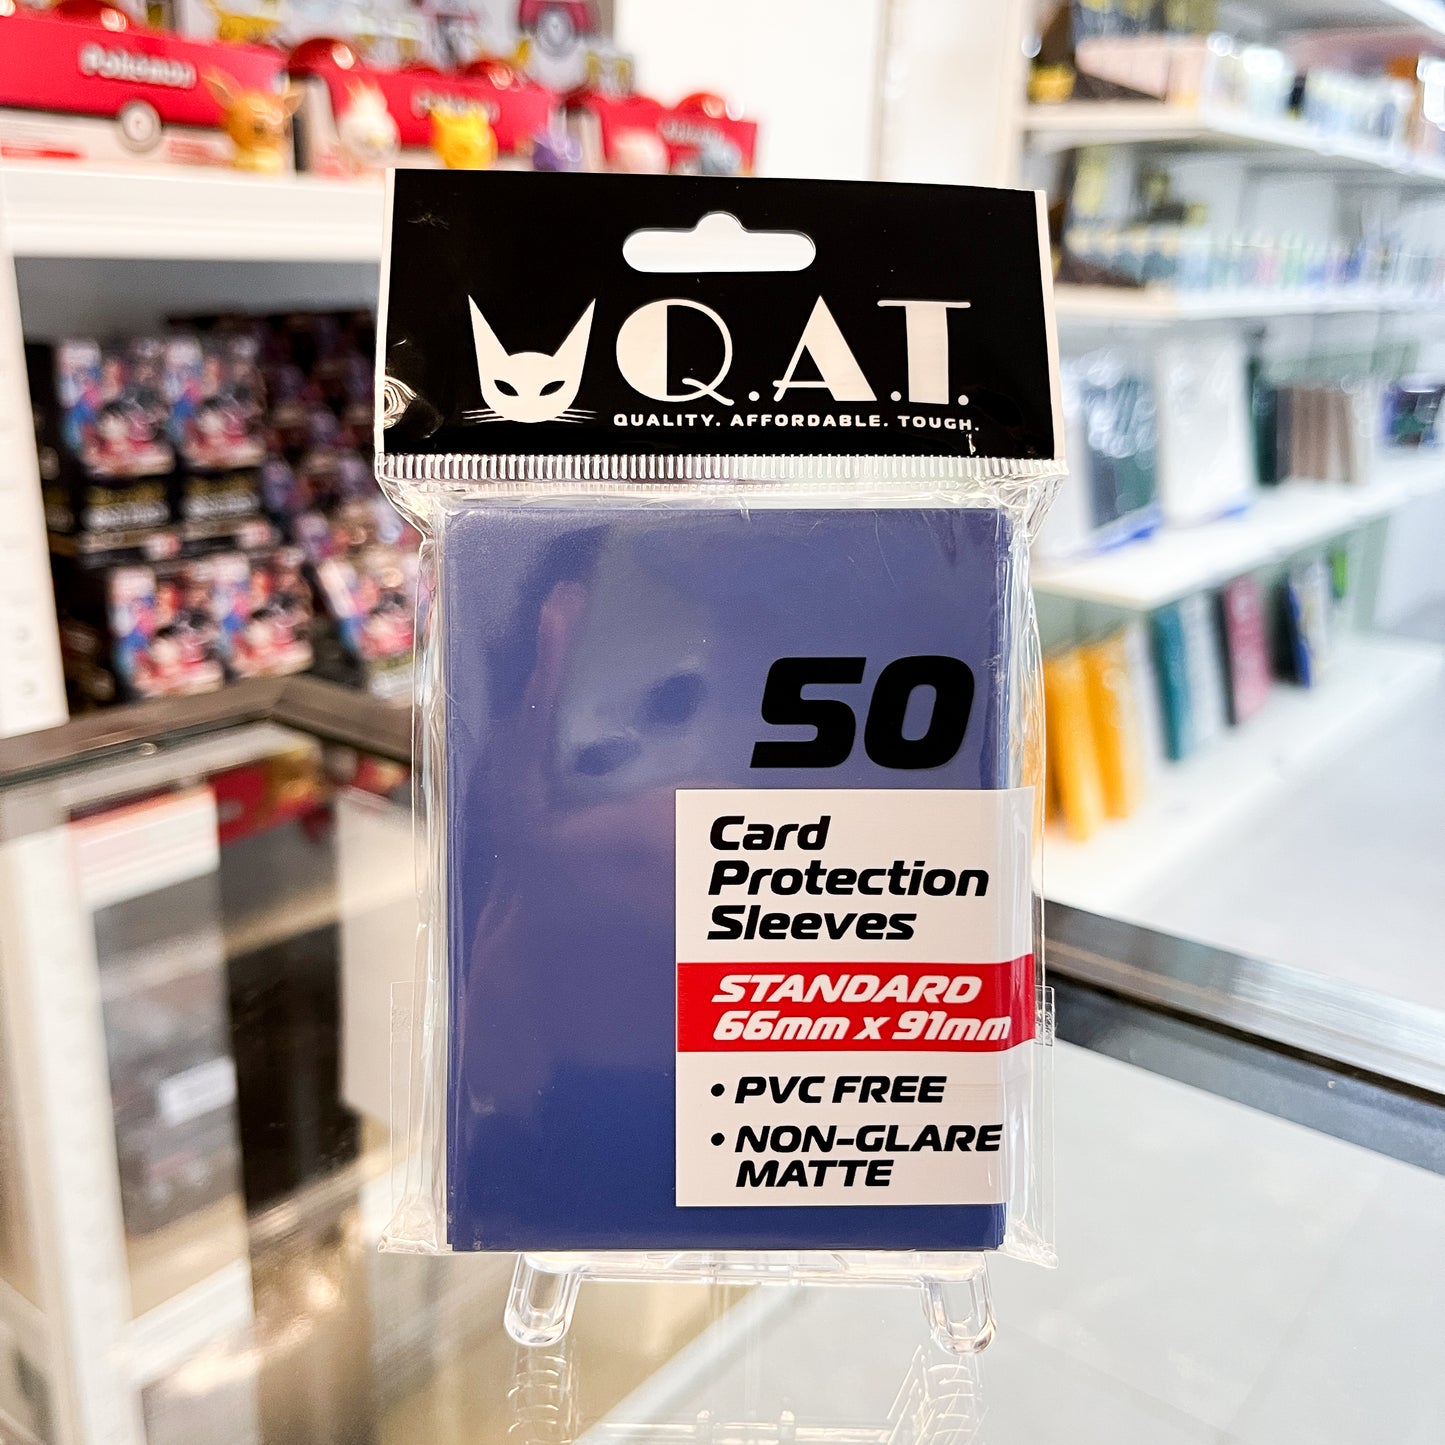 Pokémon
Q.A.T.
QUALITY. AFFORDABLE. TOUGH.
50
Card
Protection
Sleeves
STANDARD
66mm x 91mm
• PVC FREE
• NON-GLARE
MATTE